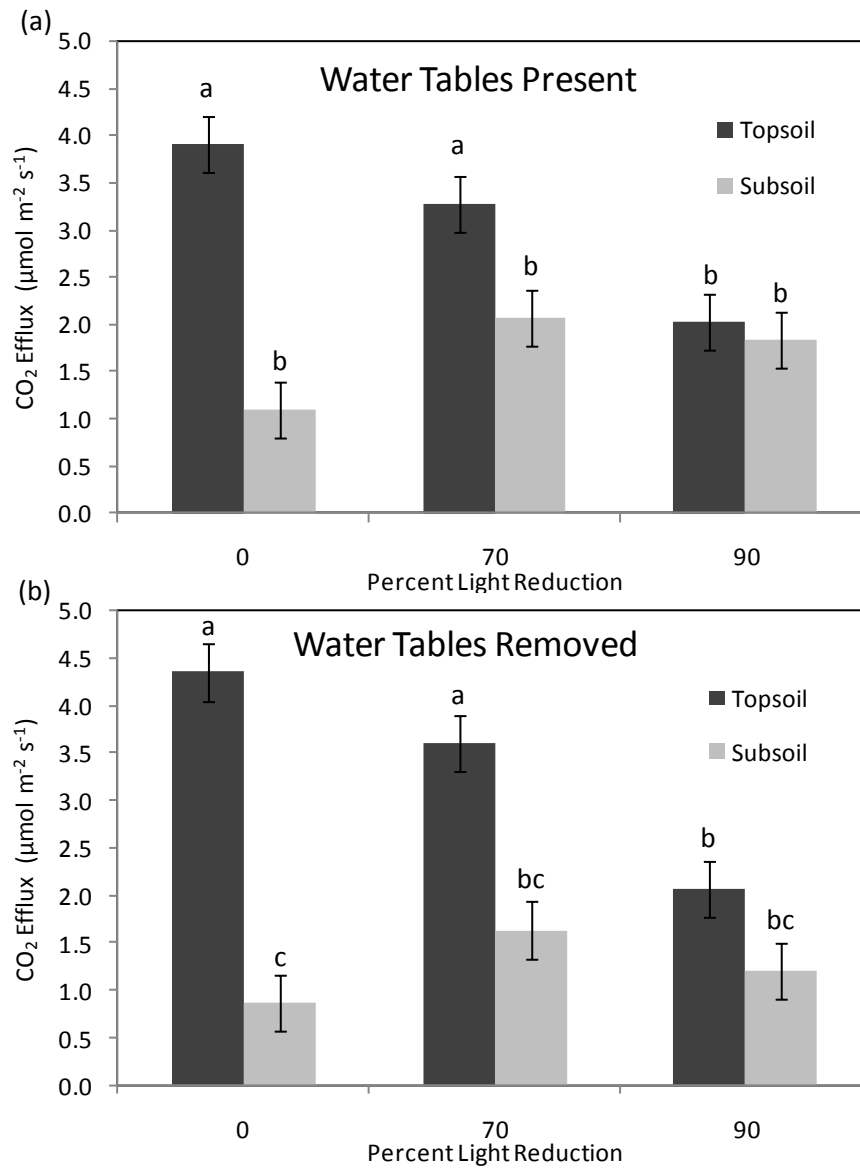 (a)
5.0
4.5
4.0
3.5
3.0
2.5
2.0
1.5
1.0
0.5
0.0
CO₂ Efflux (µmol m⁻² s⁻¹)
Water Tables Present
Topsoil
Subsoil
a
b
a
b
b
b
0
70
90
Percent Light Reduction
(b)
5.0
4.5
4.0
3.5
3.0
2.5
2.0
1.5
1.0
0.5
0.0
CO₂ Efflux (µmol m⁻² s⁻¹)
Water Tables Removed
Topsoil
Subsoil
a
c
a
bc
b
bc
0
70
90
Percent Light Reduction